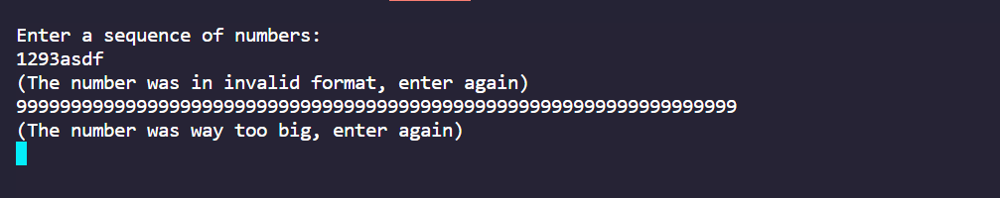 Enter a sequence of numbers:
1293asdf
(The number was in invalid format, enter again)
999999999999999999999999999999999999999999999999999999999999999999
(The number was way too big, enter again)